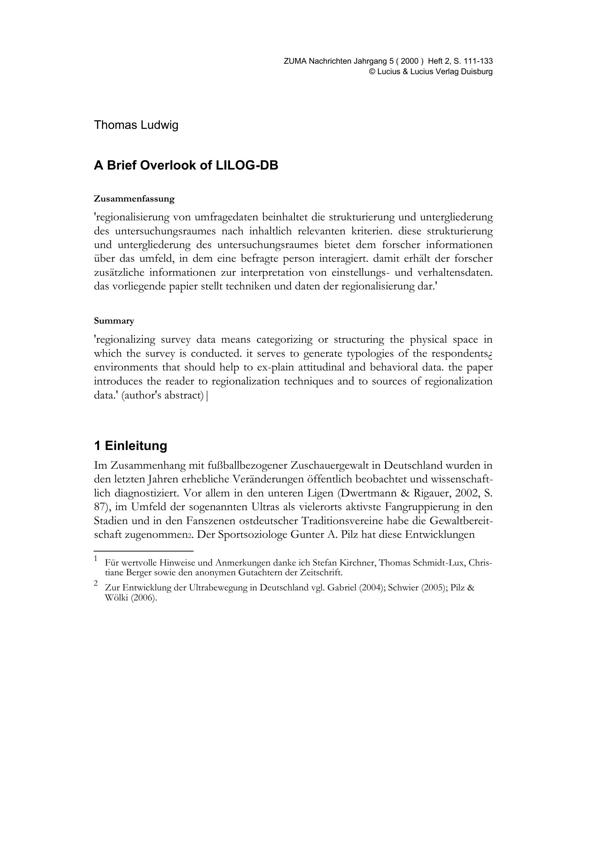 ZUMA Nachrichten Jahrgang 5 ( 2000 ) Heft 2, S. 111-133
© Lucius & Lucius Verlag Duisburg
Thomas Ludwig
A Brief Overlook of LILOG-DB
Zusammenfassung
'regionalisierung von umfragedaten beinhaltet die strukturierung und untergliederung
des untersuchungsraumes nach inhaltlich relevanten kriterien. diese strukturierung
und untergliederung des untersuchungsraumes bietet dem forscher informationen
über das umfeld, in dem eine befragte person interagiert. damit erhält der forscher
zusätzliche informationen zur interpretation von einstellungs- und verhaltensdaten.
das vorliegende papier stellt techniken und daten der regionalisierung dar.'
Summary
'regionalizing survey data means categorizing or structuring the physical space in
which the survey is conducted. it serves to generate typologies of the respondents¿
environments that should help to ex-plain attitudinal and behavioral data. the paper
introduces the reader to regionalization techniques and to sources of regionalization
data.' (author's abstract)|
1 Einleitung
Im Zusammenhang mit fußballbezogener Zuschauergewalt in Deutschland wurden in
den letzten Jahren erhebliche Veränderungen öffentlich beobachtet und wissenschaft-
lich diagnostiziert. Vor allem in den unteren Ligen (Dwertmann & Rigauer, 2002, S.
87), im Umfeld der sogenannten Ultras als vielerorts aktivste Fangruppierung in den
Stadien und in den Fanszenen ostdeutscher Traditionsvereine habe die Gewaltbereit-
schaft zugenommen2. Der Sportsoziologe Gunter A. Pilz hat diese Entwicklungen
1 Für wertvolle Hinweise und Anmerkungen danke ich Stefan Kirchner, Thomas Schmidt-Lux, Chris-
tiane Berger sowie den anonymen Gutachtern der Zeitschrift.
2 Zur Entwicklung der Ultrabewegung in Deutschland vgl. Gabriel (2004); Schwier (2005); Pilz &
Wölki (2006).